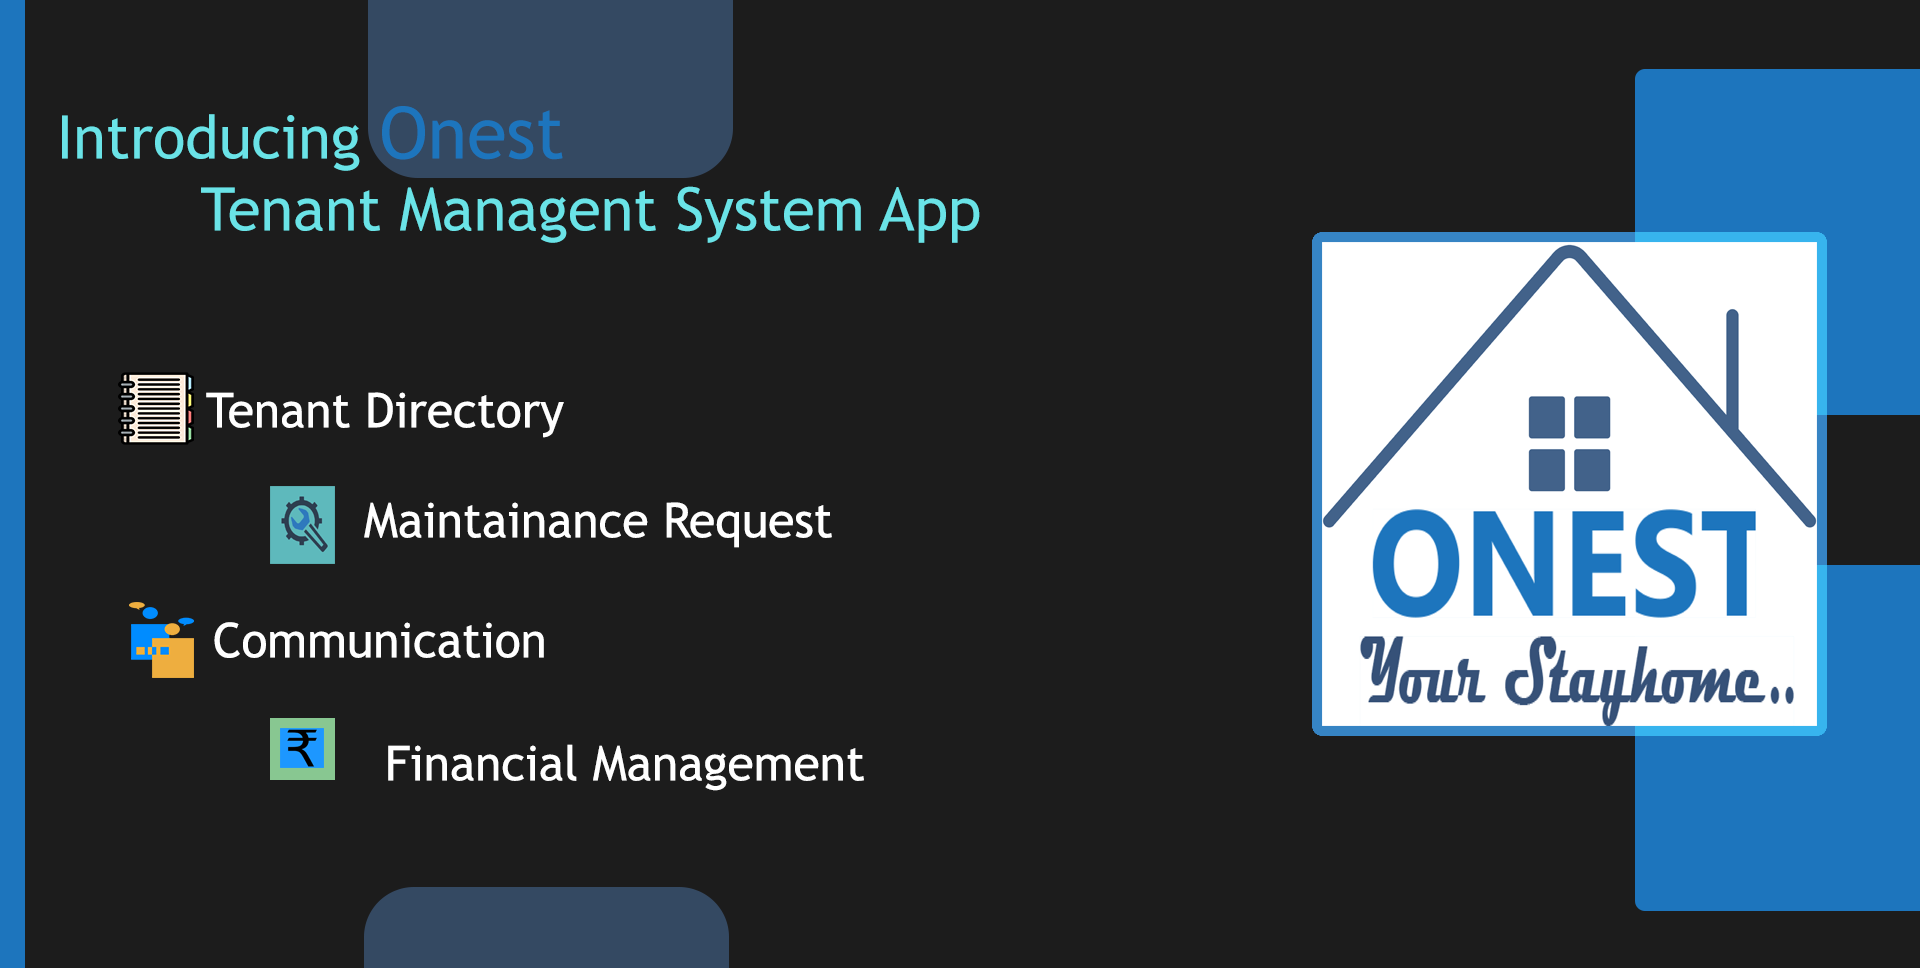 Introducing Onest
Tenant Managent System App
Tenant Directory
Maintainance Request
Communication
₹
Financial Management
ONEST
Your Stayhome..